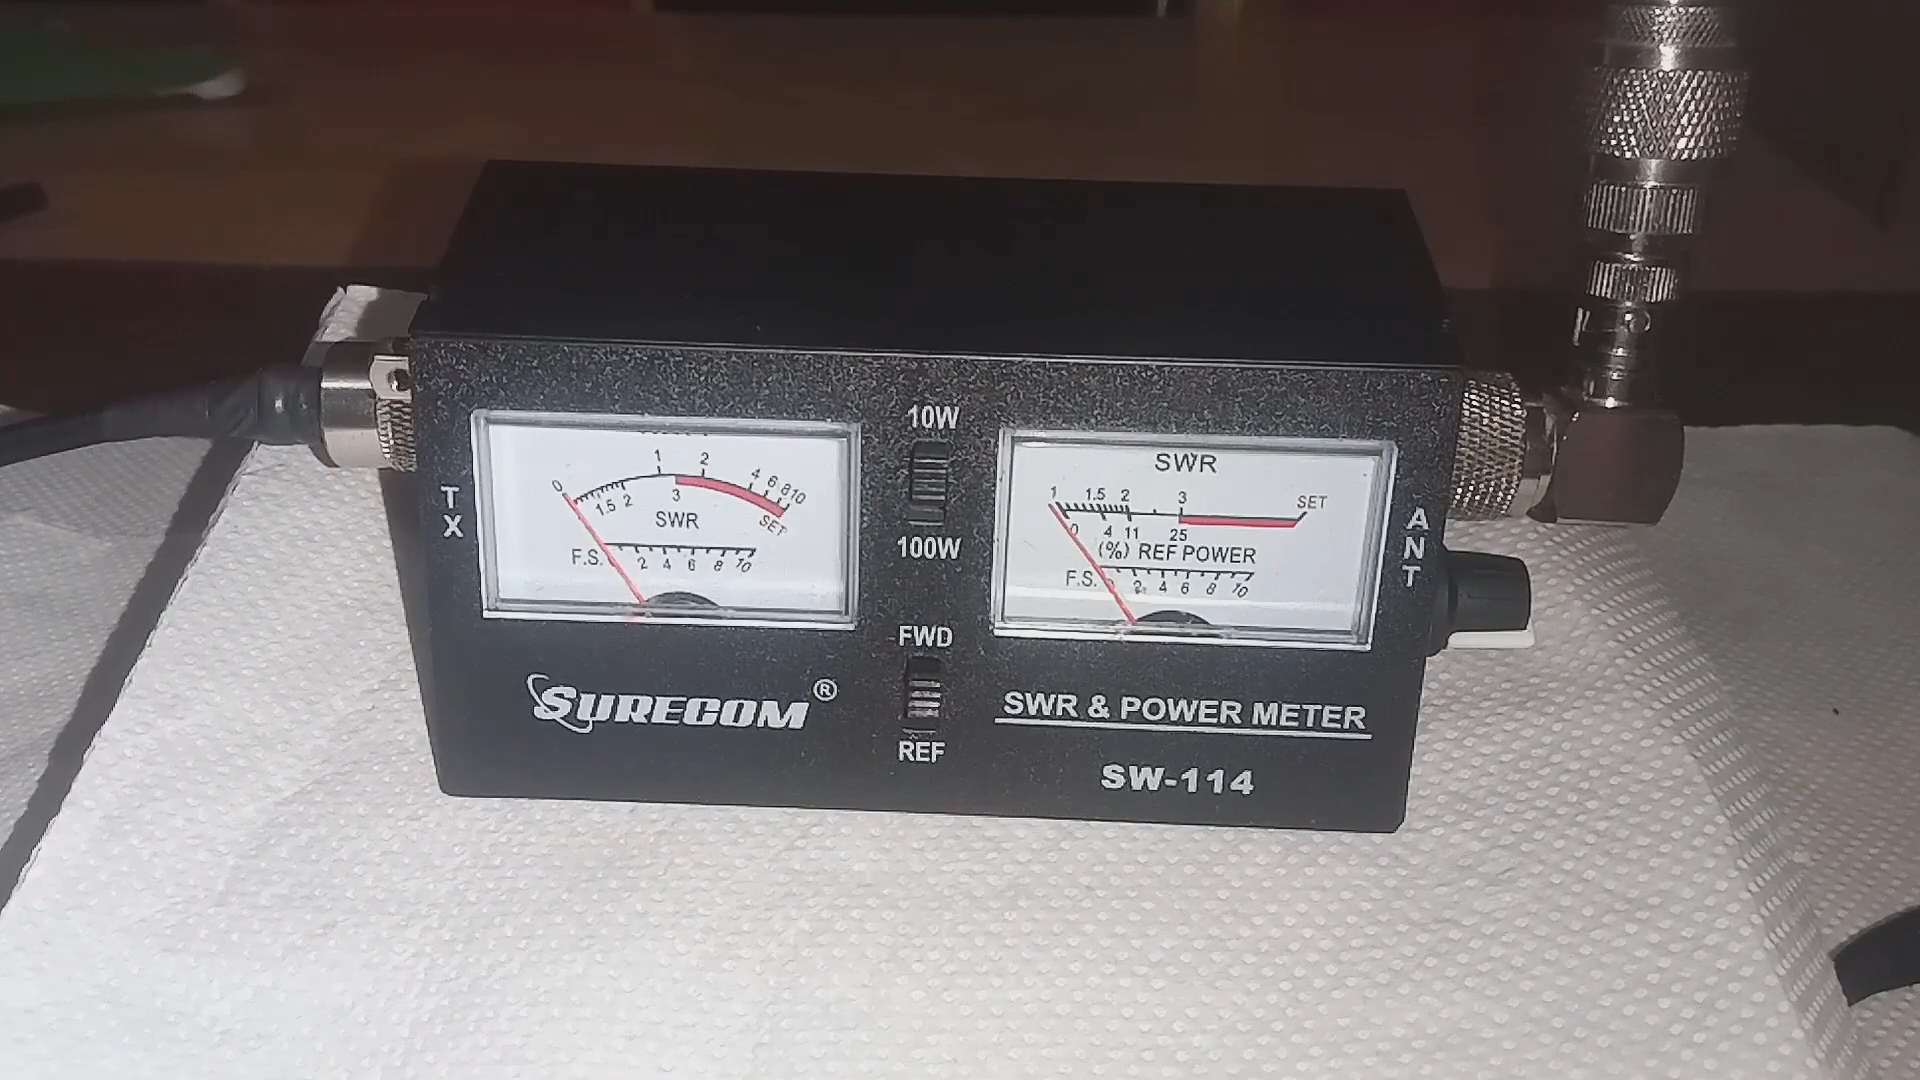 10W
100W
FWD
REF
T
X
0 1 2 4 6 8 10
1.5 2 3
SWR
SET
F.S. 2 4 6 8 10
SURECOM®
SWR
1 1.5 2 3 SET
0 4 11 25
(%) REF POWER
F.S. 2 4 6 8 10
A
N
T
SWR & POWER METER
SW-114